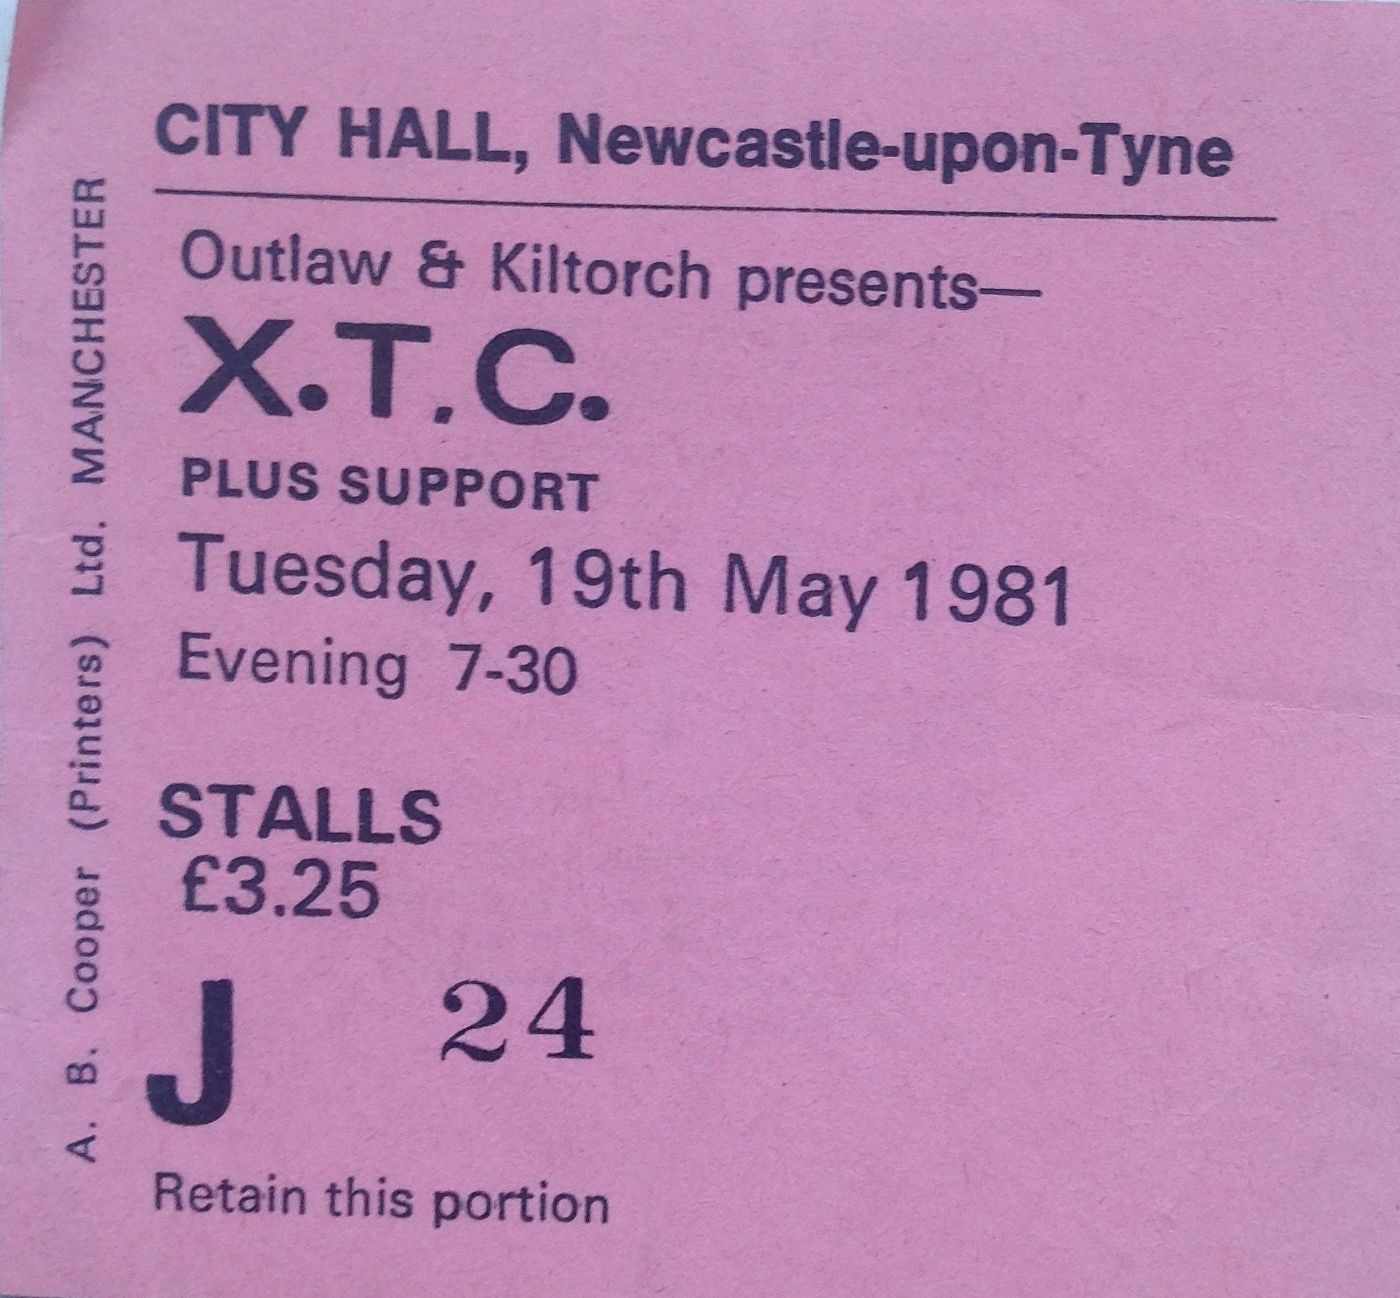 CITY HALL, Newcastle-upon-Tyne
Outlaw & Kiltorch presents—
X.T.C.
PLUS SUPPORT
Tuesday, 19th May 1981
Evening 7-30
STALLS
£3.25
J 24
Retain this portion
A. B. Cooper (Printers) Ltd. MANCHESTER